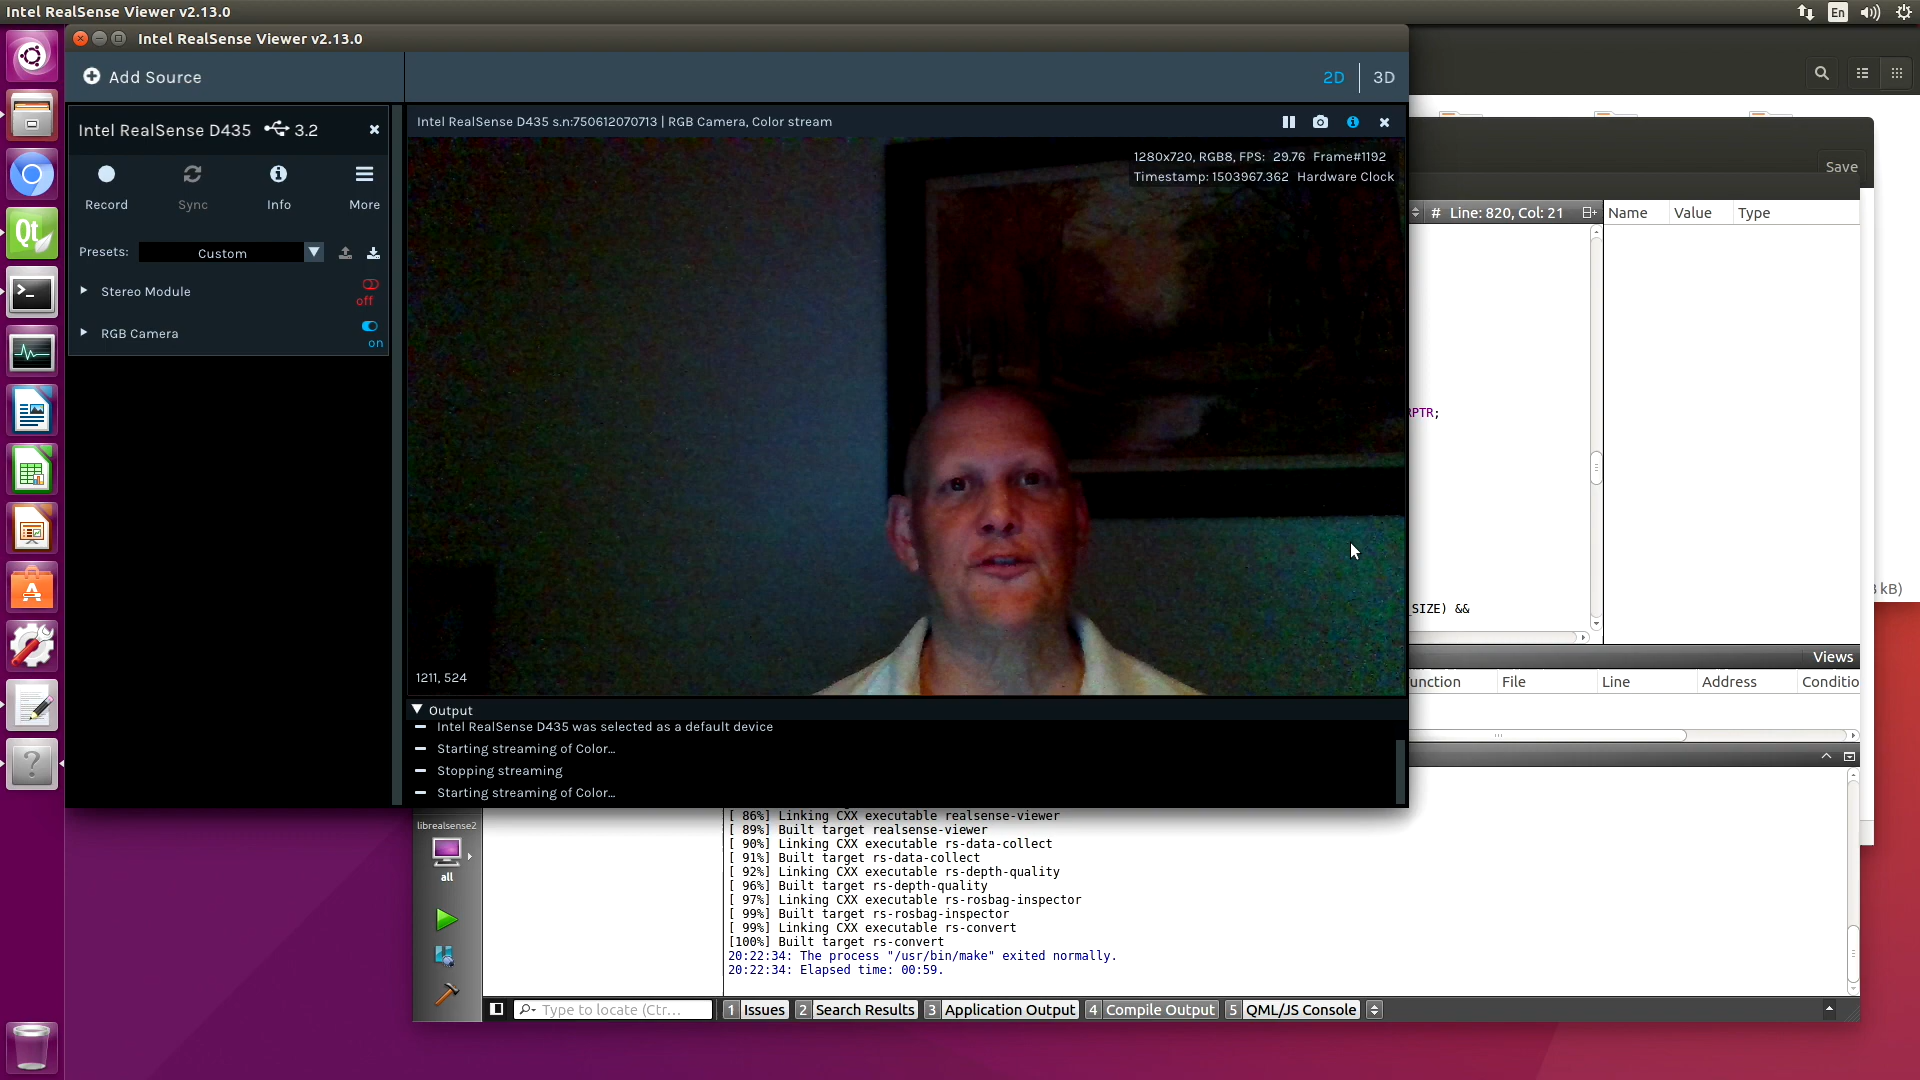 Intel RealSense Viewer v2.13.0
En
Intel RealSense Viewer v2.13.0
Add Source
2D
3D
Intel RealSense D435 3.2
Record
Sync
Info
More
Presets:
Custom
Stereo Module
off
RGB Camera
on
Intel RealSense D435 s.n:750612070713 | RGB Camera, Color stream
1280x720, RGB8, FPS: 29.76 Frame#1192
Timestamp: 1503967.362 Hardware Clock
1211, 524
Output
Intel RealSense D435 was selected as a default device
Starting streaming of Color...
Stopping streaming
Starting streaming of Color...
Save
# Line: 820, Col: 21
Name Value Type
RPTR;
_SIZE) &&
kB)
Views
unction File Line Address Conditio
Qt
librealsense2
all
[ 86%] Linking CXX executable realsense-viewer
[ 89%] Built target realsense-viewer
[ 90%] Linking CXX executable rs-data-collect
[ 91%] Built target rs-data-collect
[ 92%] Linking CXX executable rs-depth-quality
[ 96%] Built target rs-depth-quality
[ 97%] Linking CXX executable rs-rosbag-inspector
[ 99%] Built target rs-rosbag-inspector
[ 99%] Linking CXX executable rs-convert
[100%] Built target rs-convert
20:22:34: The process "/usr/bin/make" exited normally.
20:22:34: Elapsed time: 00:59.
Type to locate (Ctr...
1 Issues
2 Search Results
3 Application Output
4 Compile Output
5 QML/JS Console